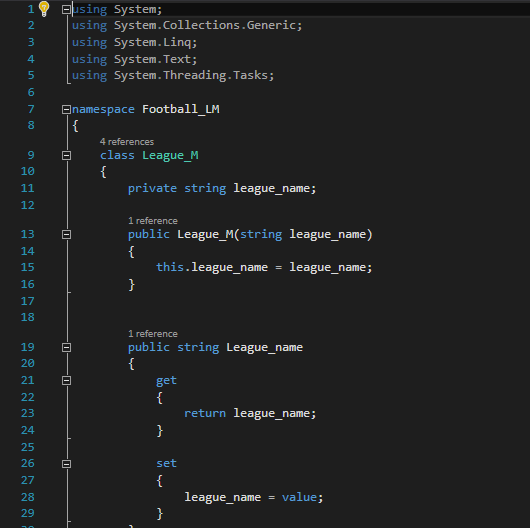 1 using System;
2 using System.Collections.Generic;
3 using System.Linq;
4 using System.Text;
5 using System.Threading.Tasks;
6
7 namespace Football_LM
8 {
4 references
9 class League_M
10 {
11 private string league_name;
12
1 reference
13 public League_M(string league_name)
14 {
15 this.league_name = league_name;
16 }
17
18
1 reference
19 public string League_name
20 {
21 get
22 {
23 return league_name;
24 }
25
26 set
27 {
28 league_name = value;
29 }